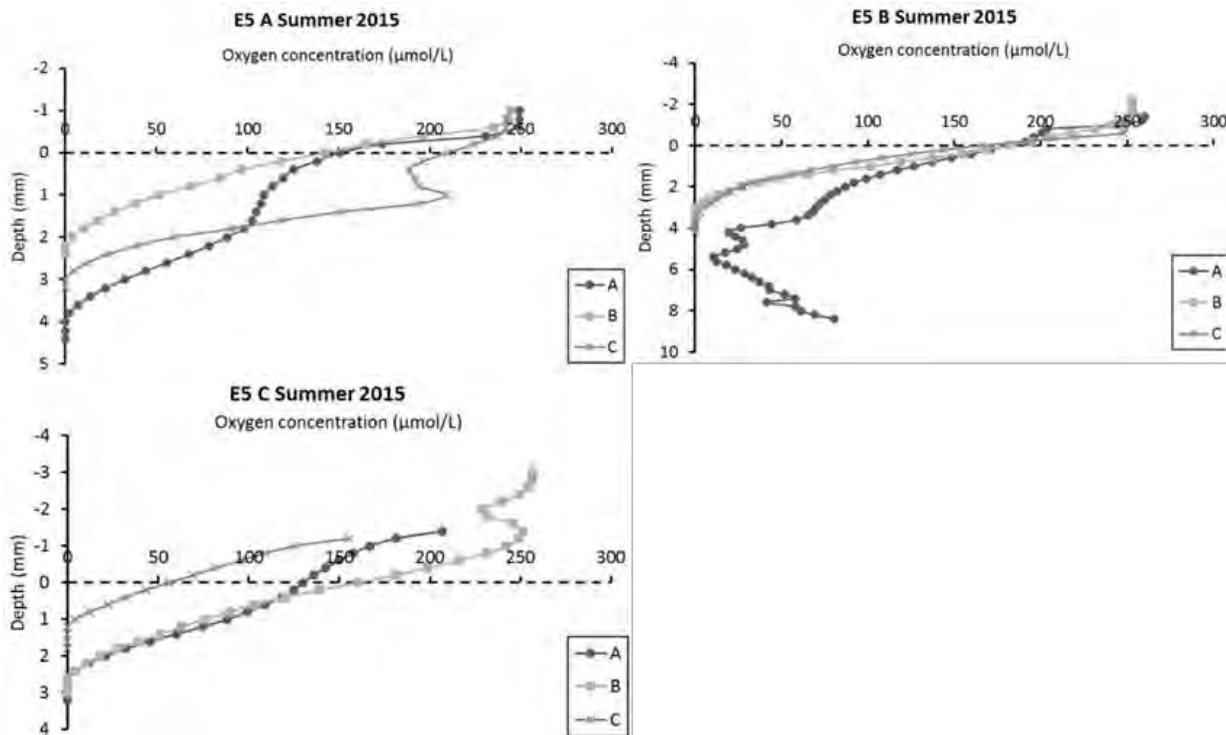 E5 A Summer 2015
Oxygen concentration (μmol/L)
-2
-1
0 50 100 150 200 250 300
0
1
2
3
4
5
Depth (mm)
A
B
C
E5 B Summer 2015
Oxygen concentration (μmol/L)
-4
-2
0 50 100 150 200 250 300
0
2
4
6
8
10
Depth (mm)
A
B
C
E5 C Summer 2015
Oxygen concentration (μmol/L)
-4
-3
-2
-1
0 50 100 150 200 250 300
0
1
2
3
4
Depth (mm)
A
B
C